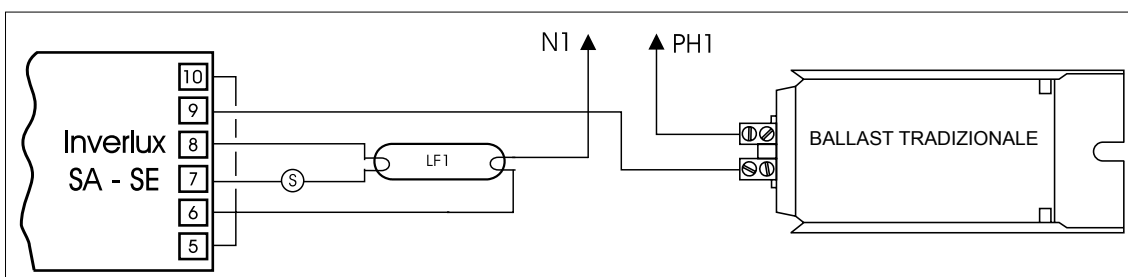 N1
PH1
10
9
Inverlux
SA - SE
8
7
6
5
S
LF1
BALLAST TRADIZIONALE